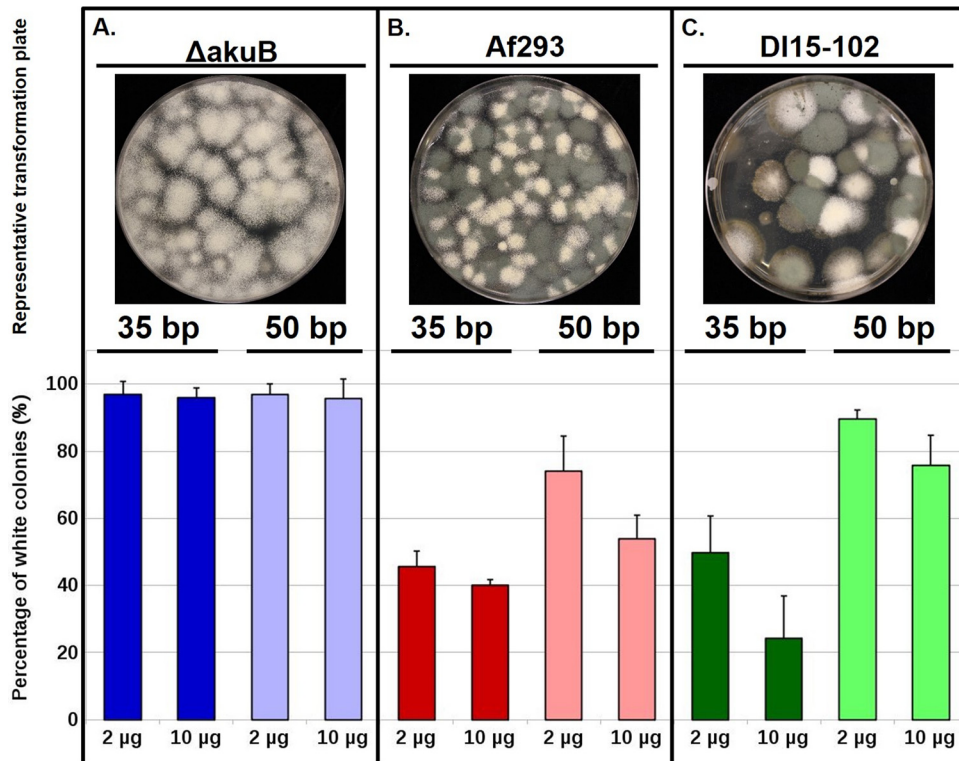 Representative transformation plate
A.
ΔakuB
B.
Af293
C.
DI15-102
35 bp
50 bp
35 bp
50 bp
35 bp
50 bp
Percentage of white colonies (%)
100
80
60
40
20
0
2 µg
10 µg
2 µg
10 µg
2 µg
10 µg
2 µg
10 µg
2 µg
10 µg
2 µg
10 µg